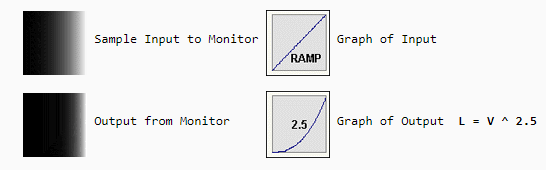 Sample Input to Monitor
RAMP
Graph of Input
Output from Monitor
2.5
Graph of Output L = V ^ 2.5